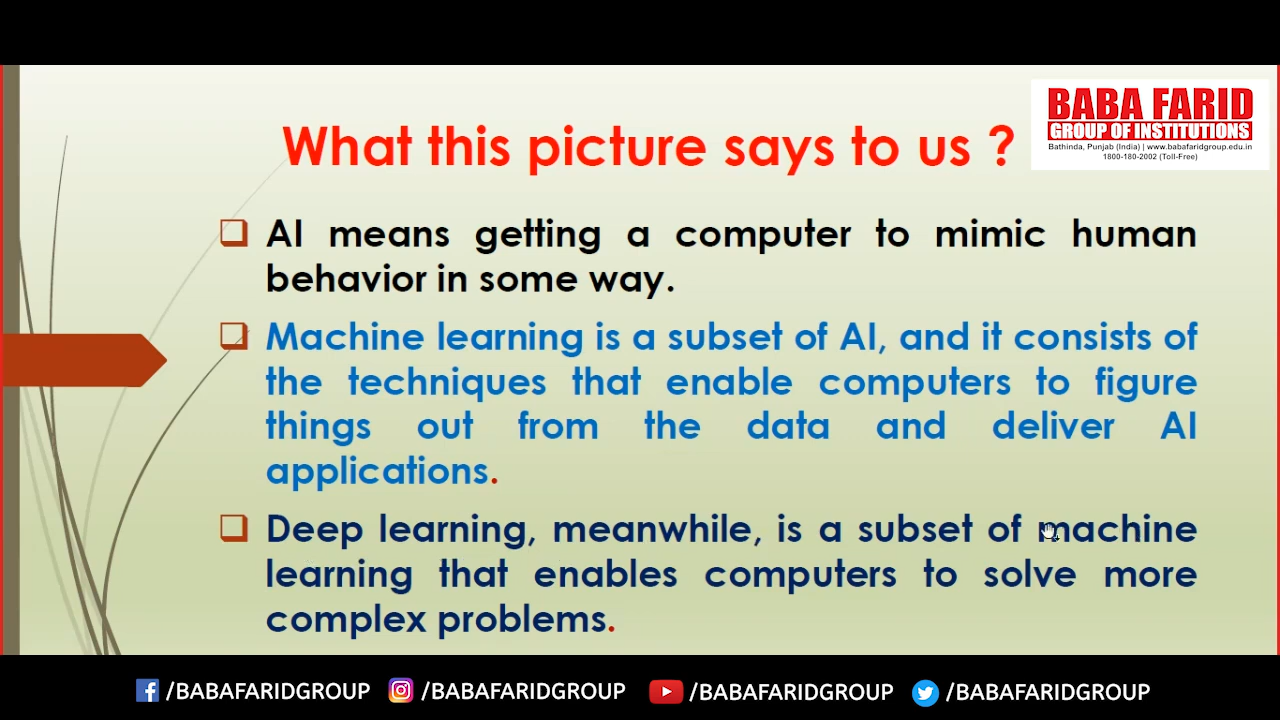 What this picture says to us ?
BABA FARID
GROUP OF INSTITUTIONS
Bathinda, Punjab (India) | www.babafaridgroup.edu.in
1800-180-2002 (Toll-Free)
AI means getting a computer to mimic human
behavior in some way.
Machine learning is a subset of AI, and it consists of
the techniques that enable computers to figure
things out from the data and deliver AI
applications.
Deep learning, meanwhile, is a subset of machine
learning that enables computers to solve more
complex problems.
/BABAFARIDGROUP /BABAFARIDGROUP /BABAFARIDGROUP /BABAFARIDGROUP